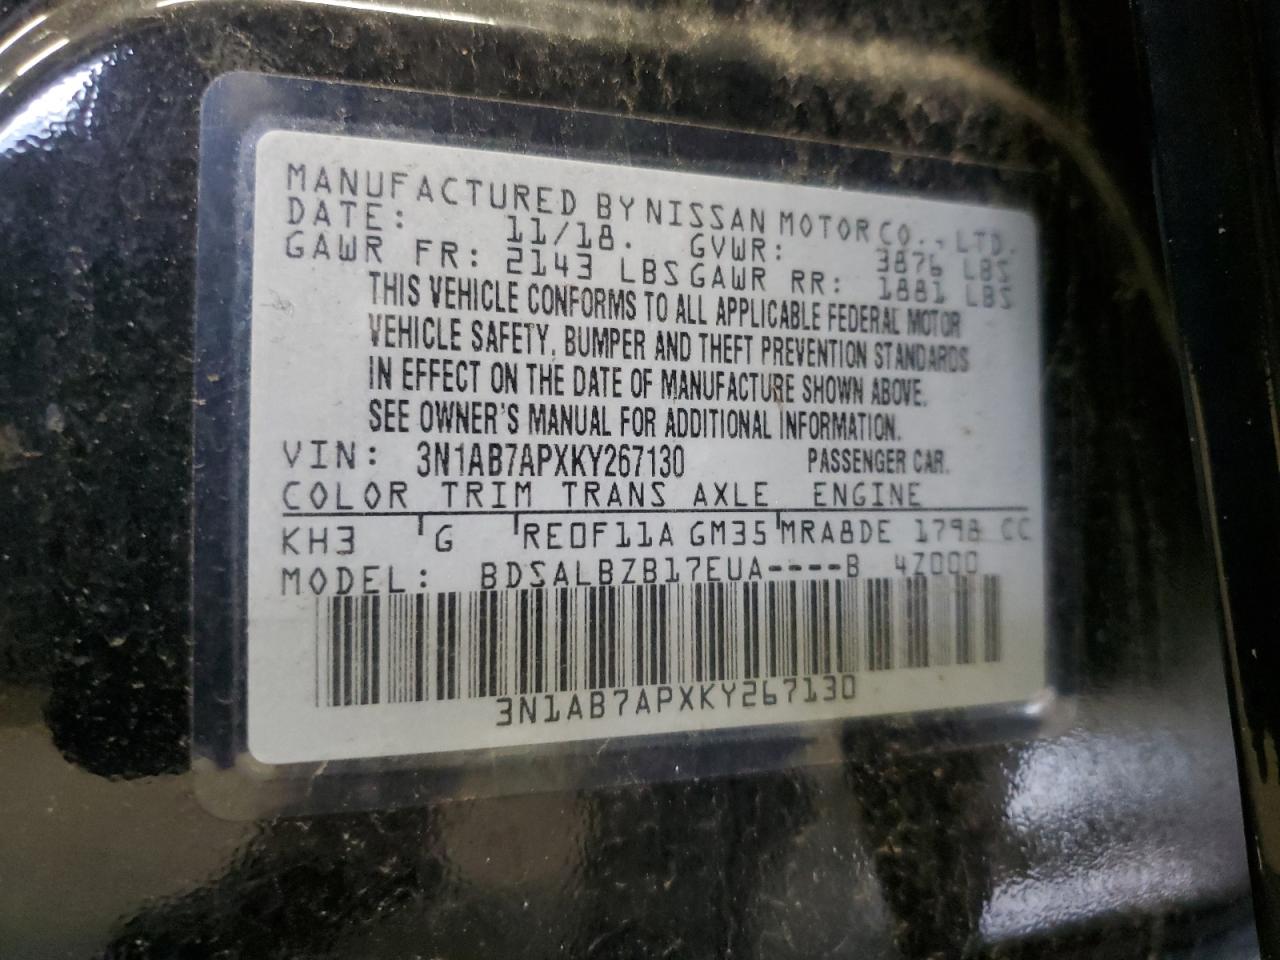 MANUFACTURED BY NISSAN MOTOR CO., LTD.
DATE: 11/18. GVWR: 3876 LBS
GAWR FR: 2143 LBS GAWR RR: 1881 LBS
THIS VEHICLE CONFORMS TO ALL APPLICABLE FEDERAL MOTOR
VEHICLE SAFETY, BUMPER AND THEFT PREVENTION STANDARDS
IN EFFECT ON THE DATE OF MANUFACTURE SHOWN ABOVE.
SEE OWNER'S MANUAL FOR ADDITIONAL INFORMATION.
VIN: 3N1AB7APXKY267130 PASSENGER CAR.
COLOR TRIM TRANS AXLE ENGINE
KH3 G RE0F11A GM35 MRA8DE 1798 CC
MODEL: BDSALBZB17EUA----B 4Z000
3N1AB7APXKY267130